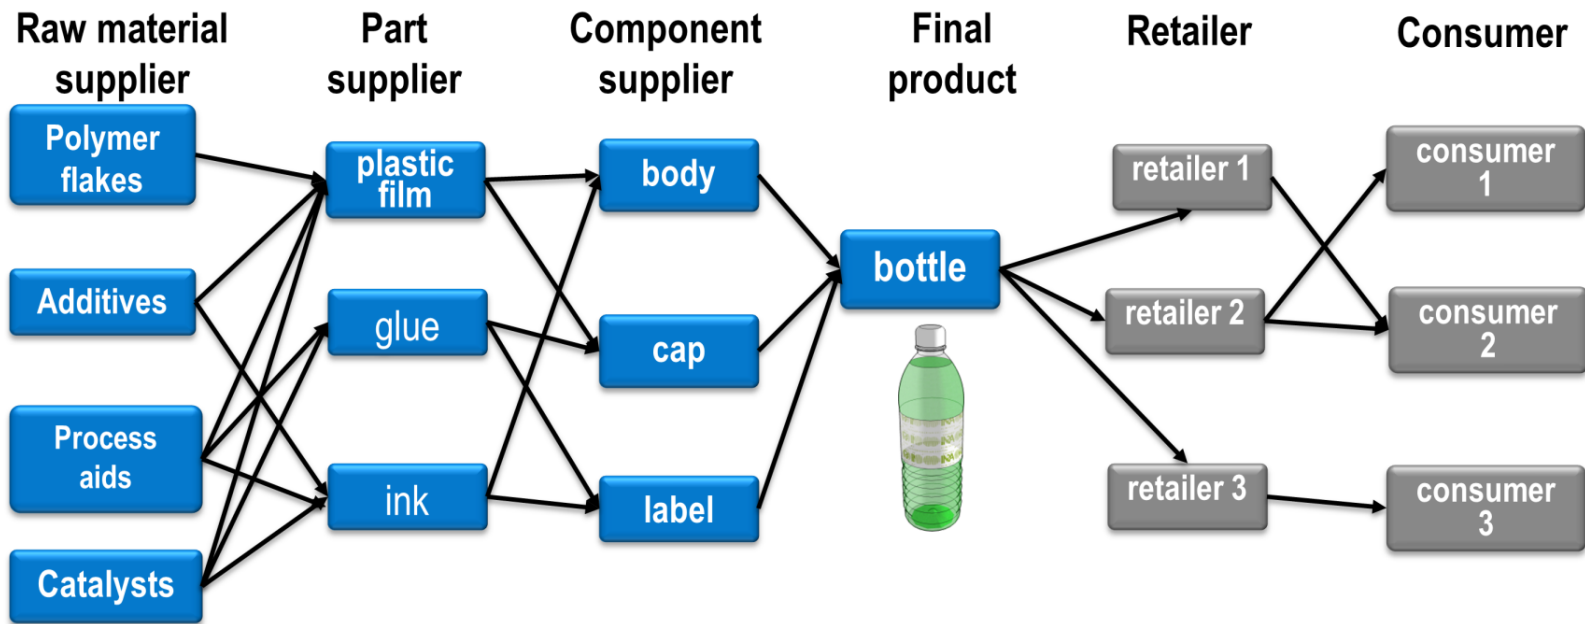 Raw material
supplier
Part
supplier
Component
supplier
Final
product
Retailer
Consumer
Polymer
flakes
Additives
Process
aids
Catalysts
plastic
film
glue
ink
body
cap
label
bottle
retailer 1
retailer 2
retailer 3
consumer
1
consumer
2
consumer
3